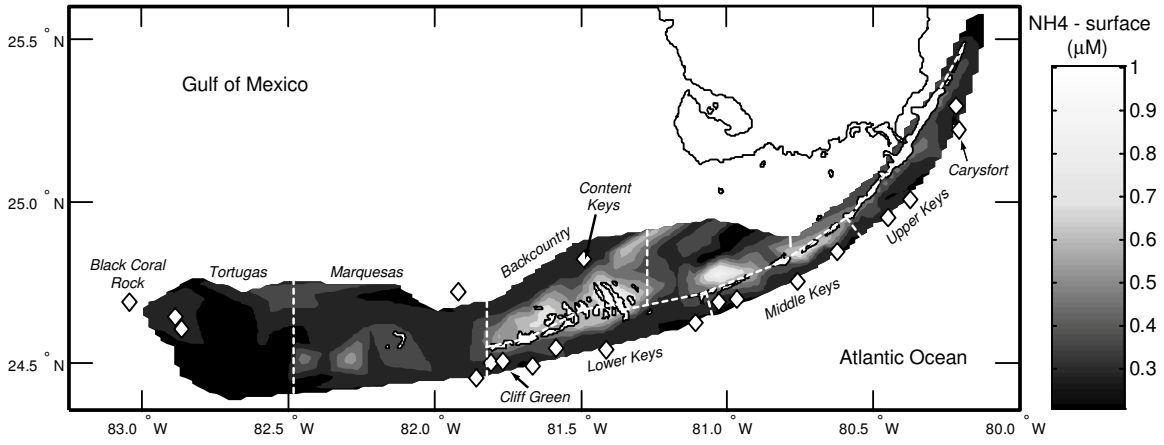 NH4 - surface
(μM)
25.5° N
25.0° N
24.5° N
Gulf of Mexico
Content
Keys
Backcountry
Black Coral
Rock
Tortugas
Marquesas
Carysfort
Upper Keys
Middle Keys
Lower Keys
Cliff Green
Atlantic Ocean
83.0° W
82.5° W
82.0° W
81.5° W
81.0° W
80.5° W
80.0° W
1
0.9
0.8
0.7
0.6
0.5
0.4
0.3